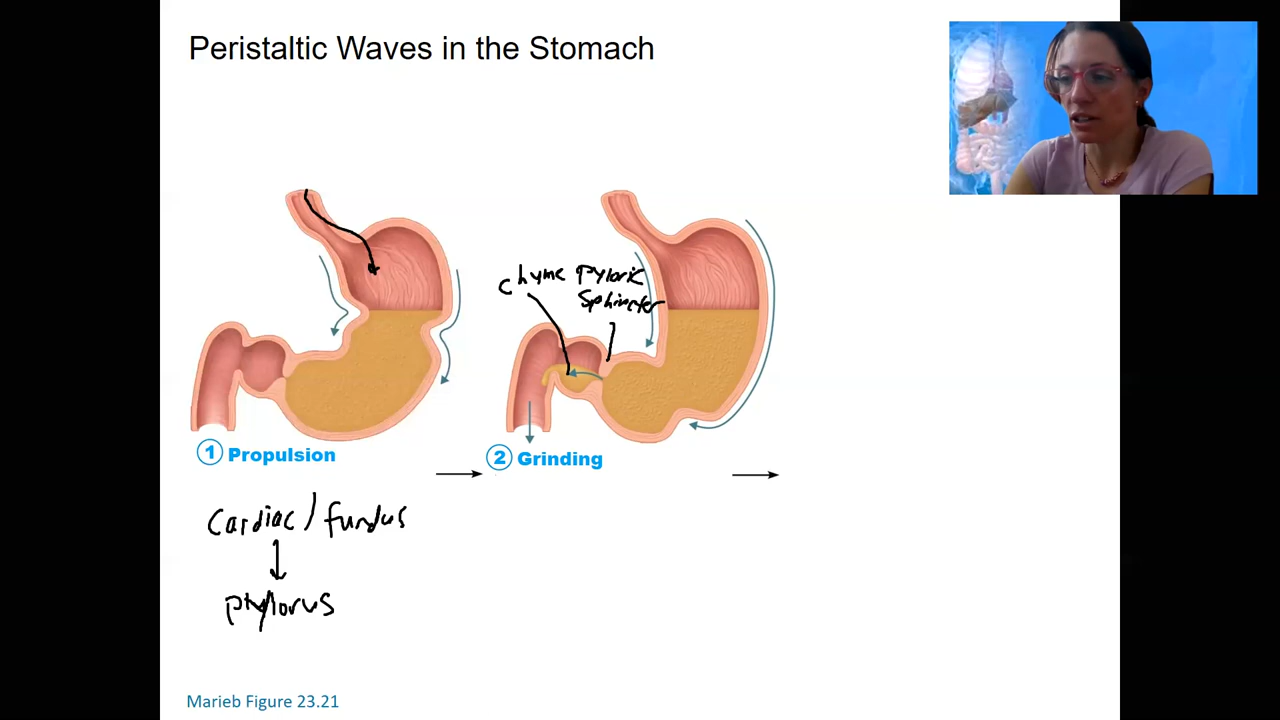 Peristaltic Waves in the Stomach
chyme
Pyloric
Sphincter
1 Propulsion
2 Grinding
Cardiac/fundus
Pylorus
Marieb Figure 23.21